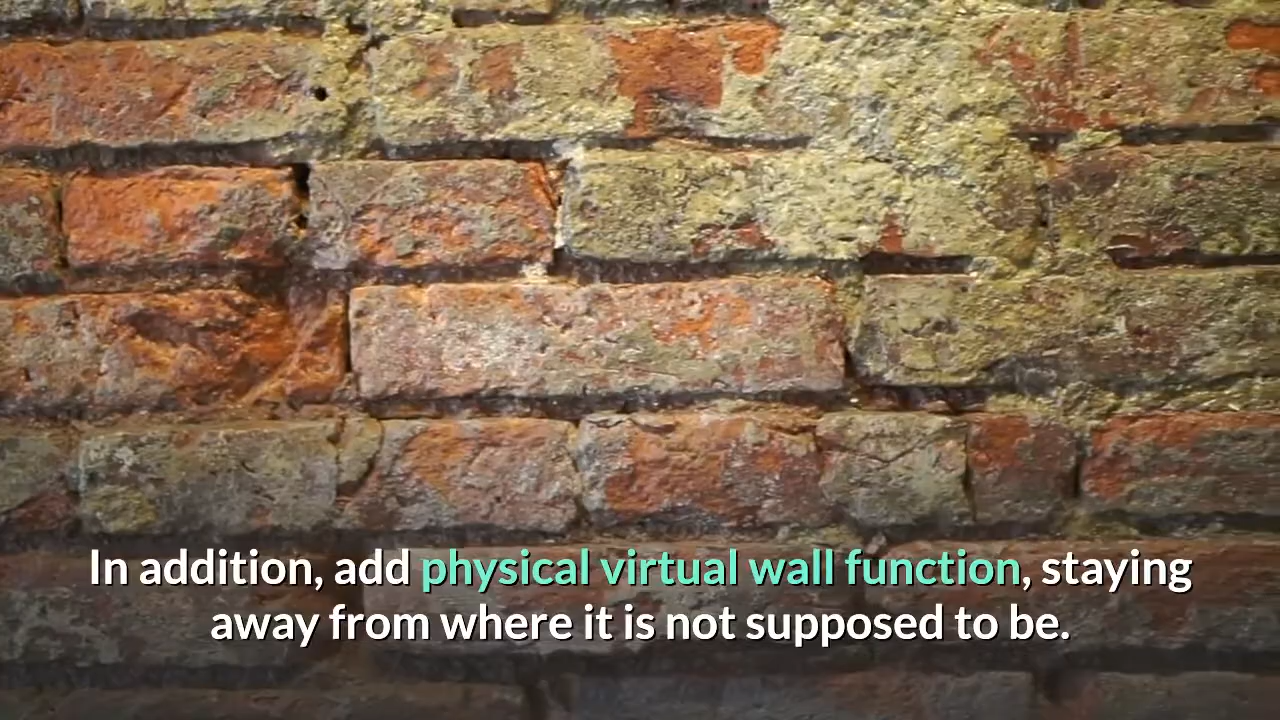 In addition, add physical virtual wall function, staying
away from where it is not supposed to be.